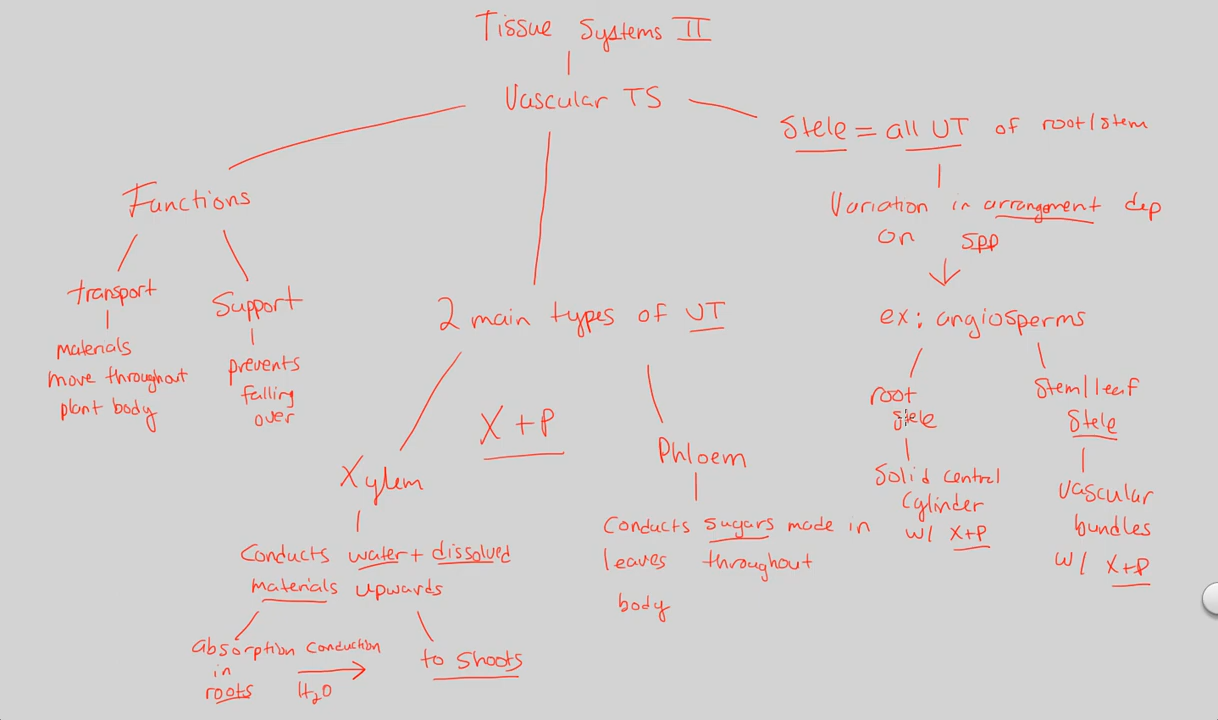 Tissue Systems II
Vascular TS
Functions
transport
materials
move throughout
plant body
Support
prevents
falling
over
2 main types of VT
X + P
Xylem
Conducts water + dissolved
materials upwards
absorption
in
roots
conduction
H₂O
to shoots
Phloem
Conducts sugars made in
leaves throughout
body
Stele = all VT of root/stem
Variation in arrangement dep
on spp
ex: angiosperms
root
stele
solid central
cylinder
w/ X+P
Stem/leaf
Stele
vascular
bundles
w/ X+P